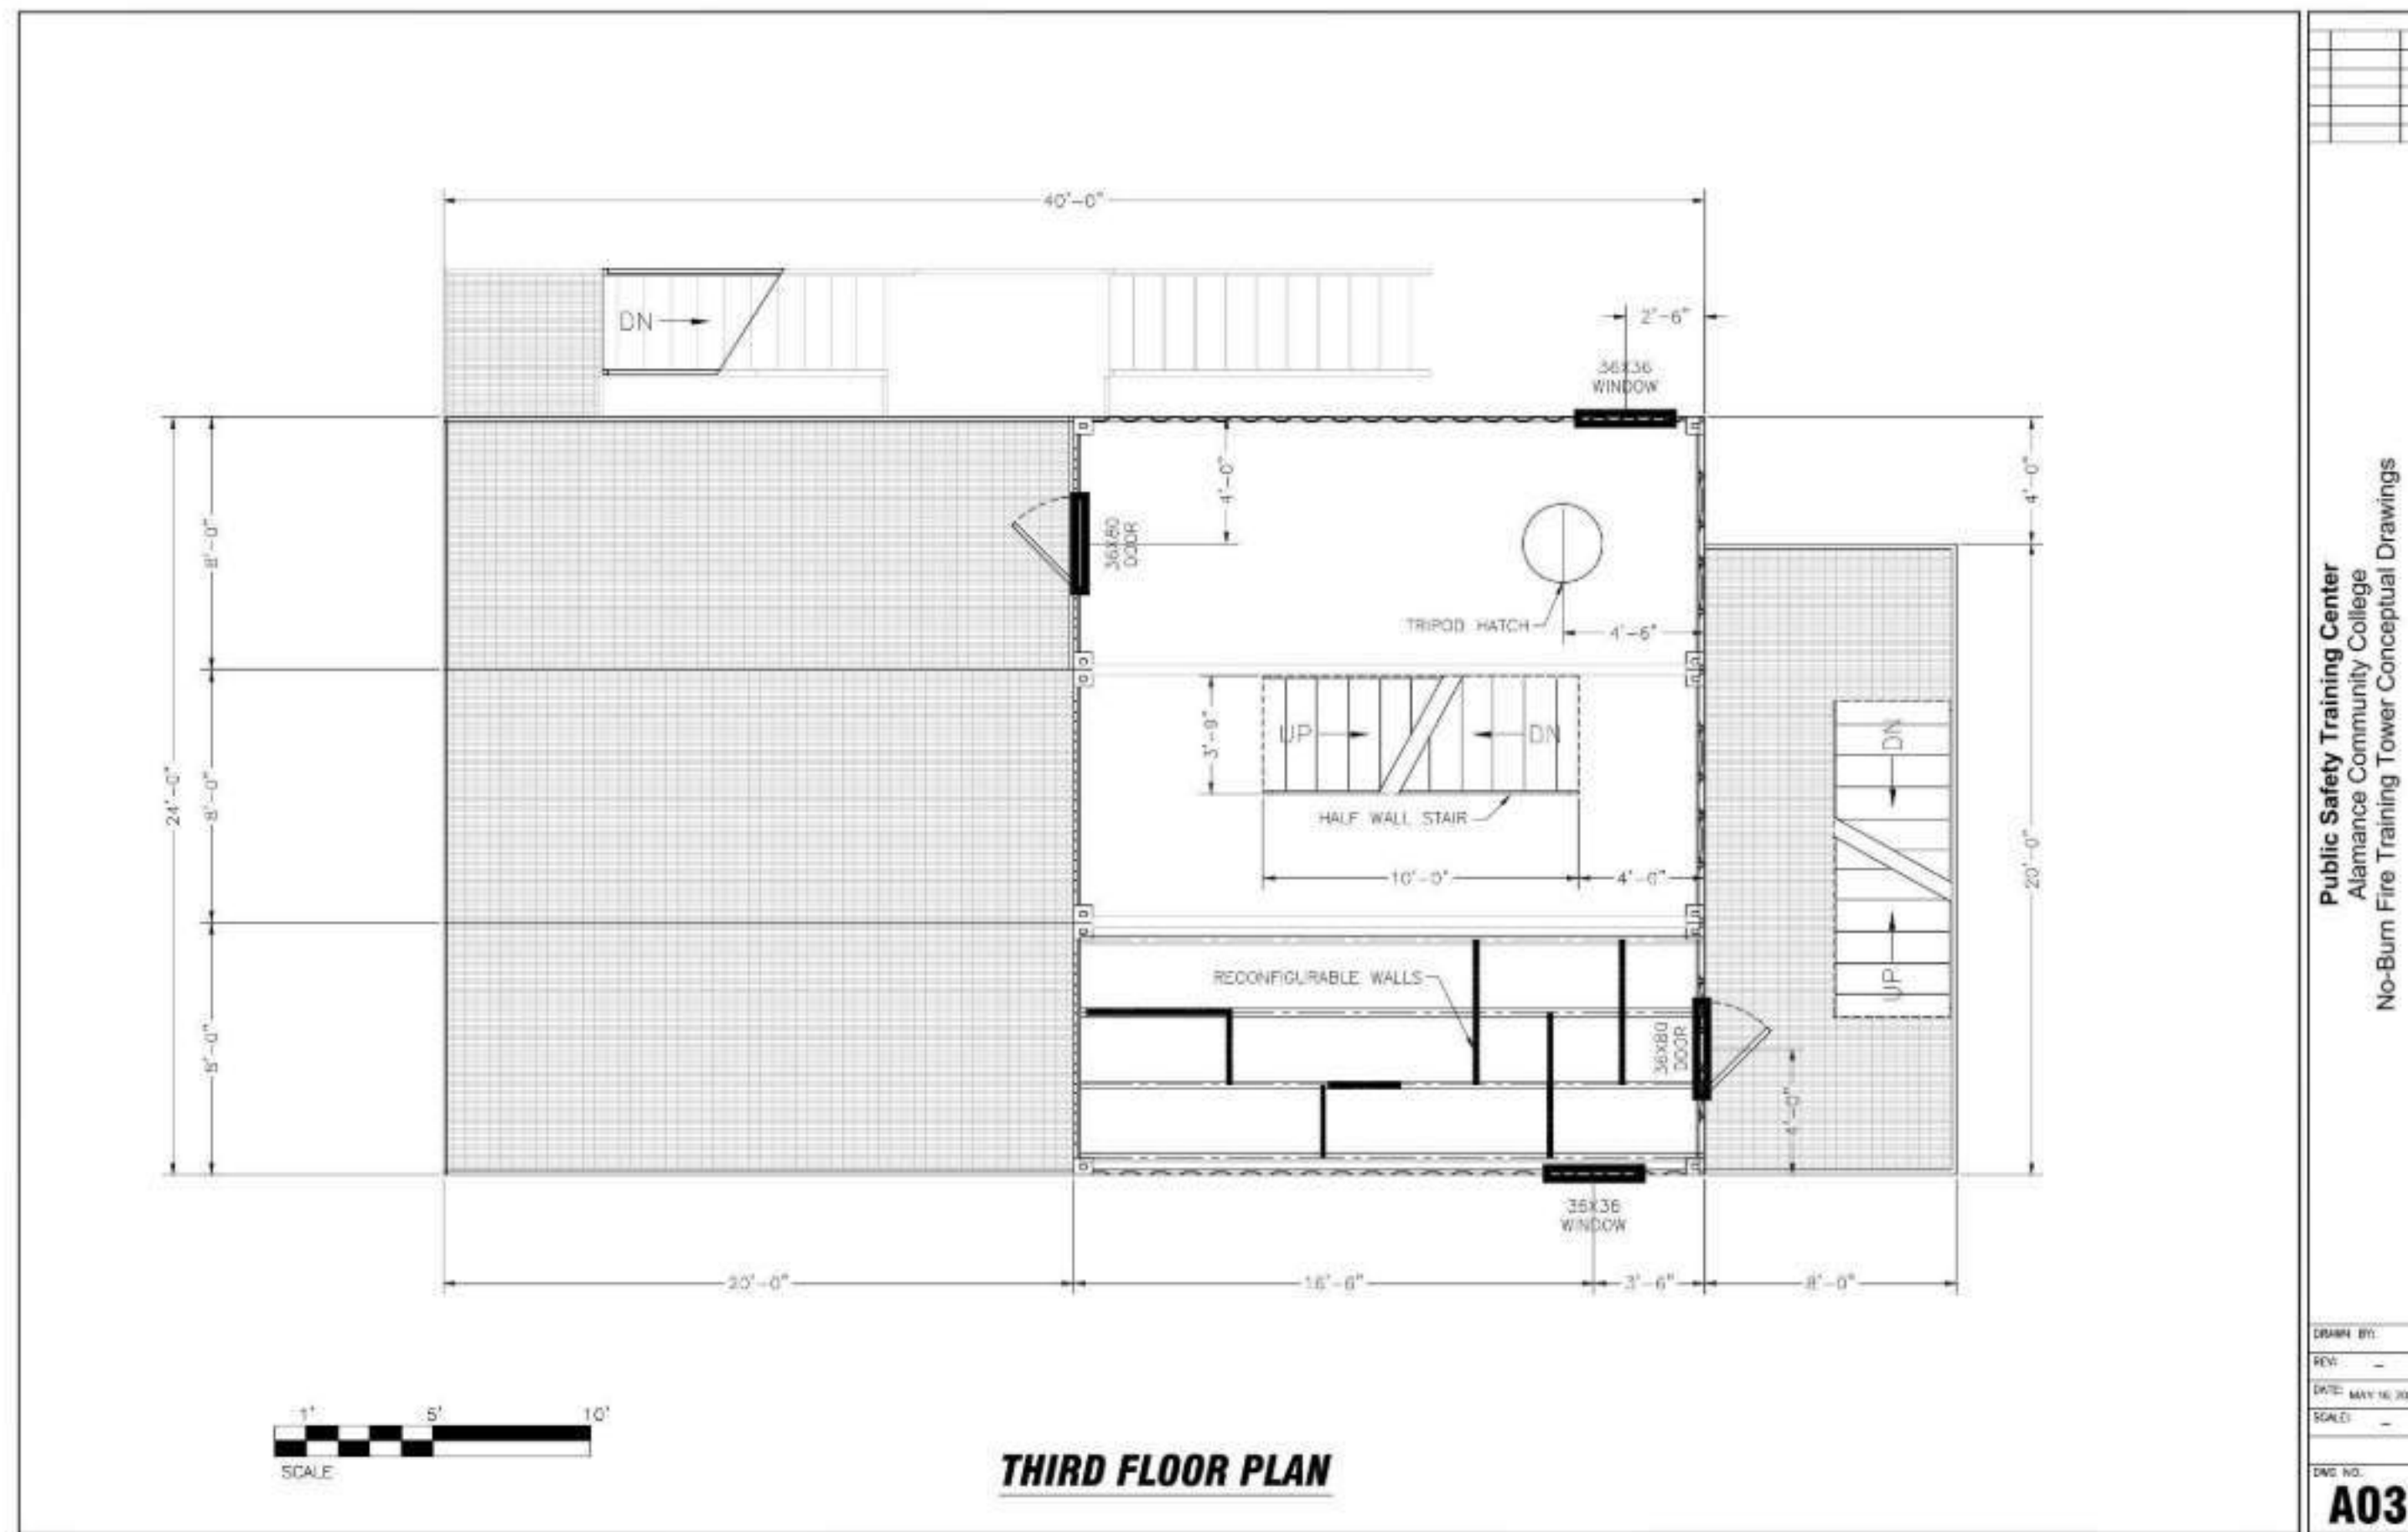 40'-0"
DN
2'-6"
36X36
WINDOW
4'-0"
4'-0"
8'-0"
36X80
DOOR
TRIPOD HATCH
4'-6"
24'-0"
8'-0"
3'-9"
UP
DN
HALF WALL STAIR
10'-0"
DN
UP
20'-0"
RECONFIGURABLE WALLS
36X80
DOOR
4'-0"
36X36
WINDOW
20'-0"
16'-6"
3'-6"
8'-0"
1'
5'
10'
SCALE
THIRD FLOOR PLAN
Public Safety Training Center
Alamance Community College
No-Burn Fire Training Tower Conceptual Drawings
DRAWN BY:
REV: –
DATE: MAY 16
SCALE: –
DWG NO.
A03